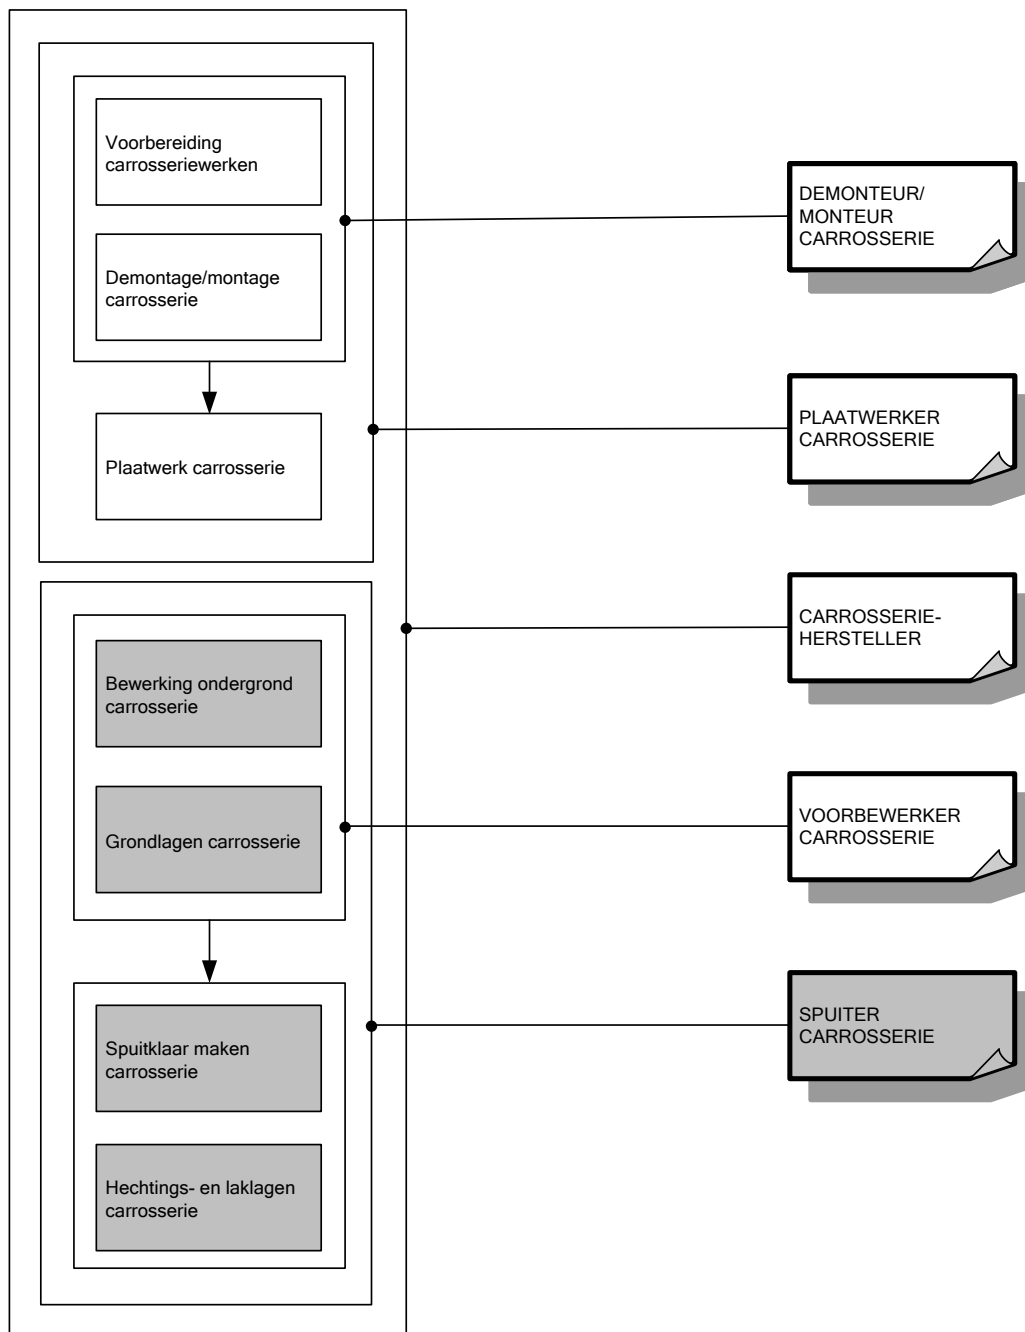 Voorbereiding
carrosseriewerken
DEMONTEUR/
MONTEUR
CARROSSERIE
Demontage/montage
carrosserie
PLAATWERKER
CARROSSERIE
Plaatwerk carrosserie
CARROSSERIE-
HERSTELLER
Bewerking ondergrond
carrosserie
VOORBEWERKER
CARROSSERIE
Grondlagen carrosserie
SPUITER
CARROSSERIE
Spuitklaar maken
carrosserie
Hechtings- en laklagen
carrosserie